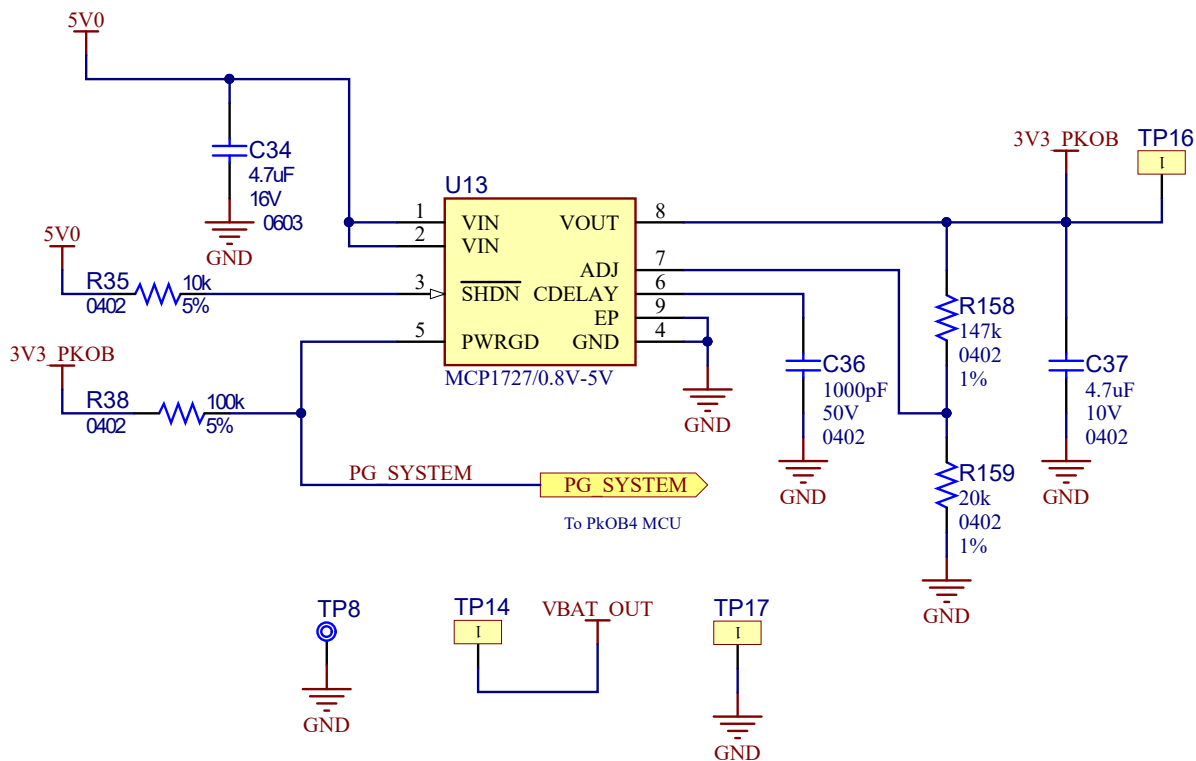 5V0
C34
4.7uF
16V
0603
GND
5V0
R35
0402
10k
5%
3V3_PKOB
R38
0402
100k
5%
U13
1
VIN
2
VIN
3
SHDN
5
PWRGD
VOUT
8
ADJ
7
CDELAY
6
EP
9
GND
4
MCP1727/0.8V-5V
GND
C36
1000pF
50V
0402
GND
3V3_PKOB
TP16
1
R158
147k
0402
1%
R159
20k
0402
1%
GND
C37
4.7uF
10V
0402
GND
PG_SYSTEM
PG_SYSTEM
To PkOB4 MCU
TP8
GND
TP14
1
VBAT_OUT
TP17
1
GND